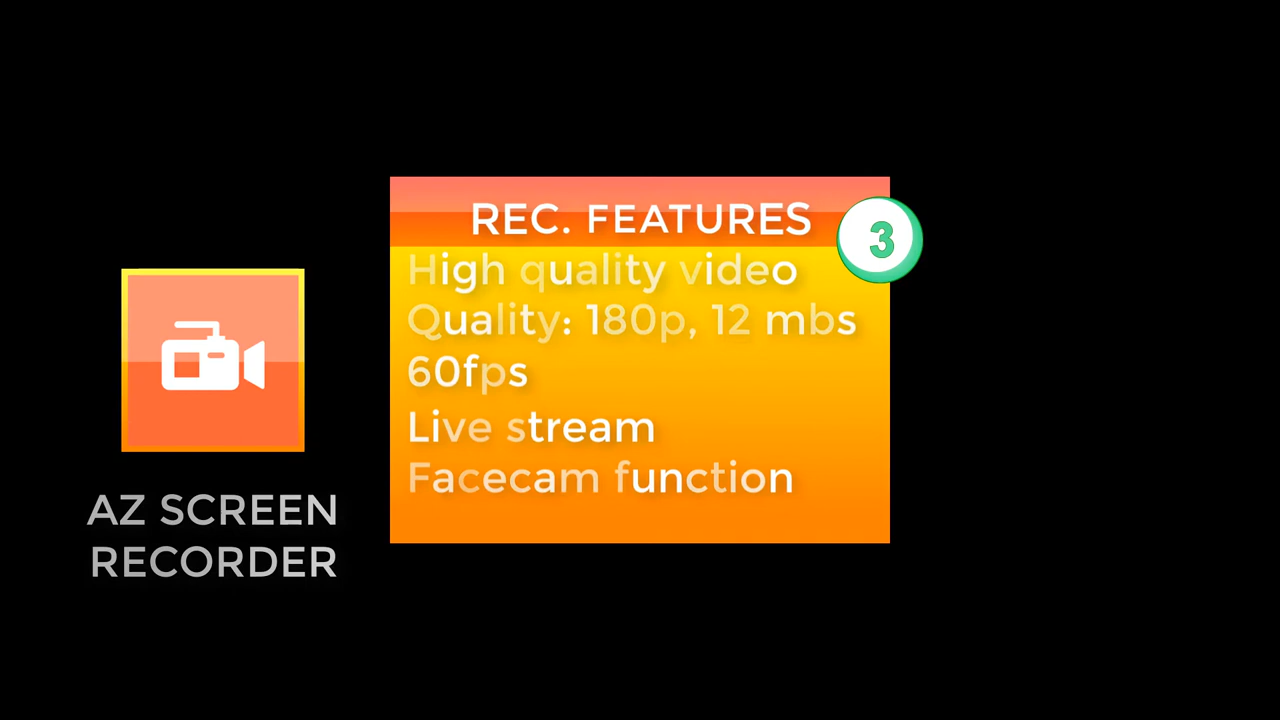 REC. FEATURES
3
High quality video
Quality: 180p, 12 mbs
60fps
Live stream
Facecam function
AZ SCREEN
RECORDER